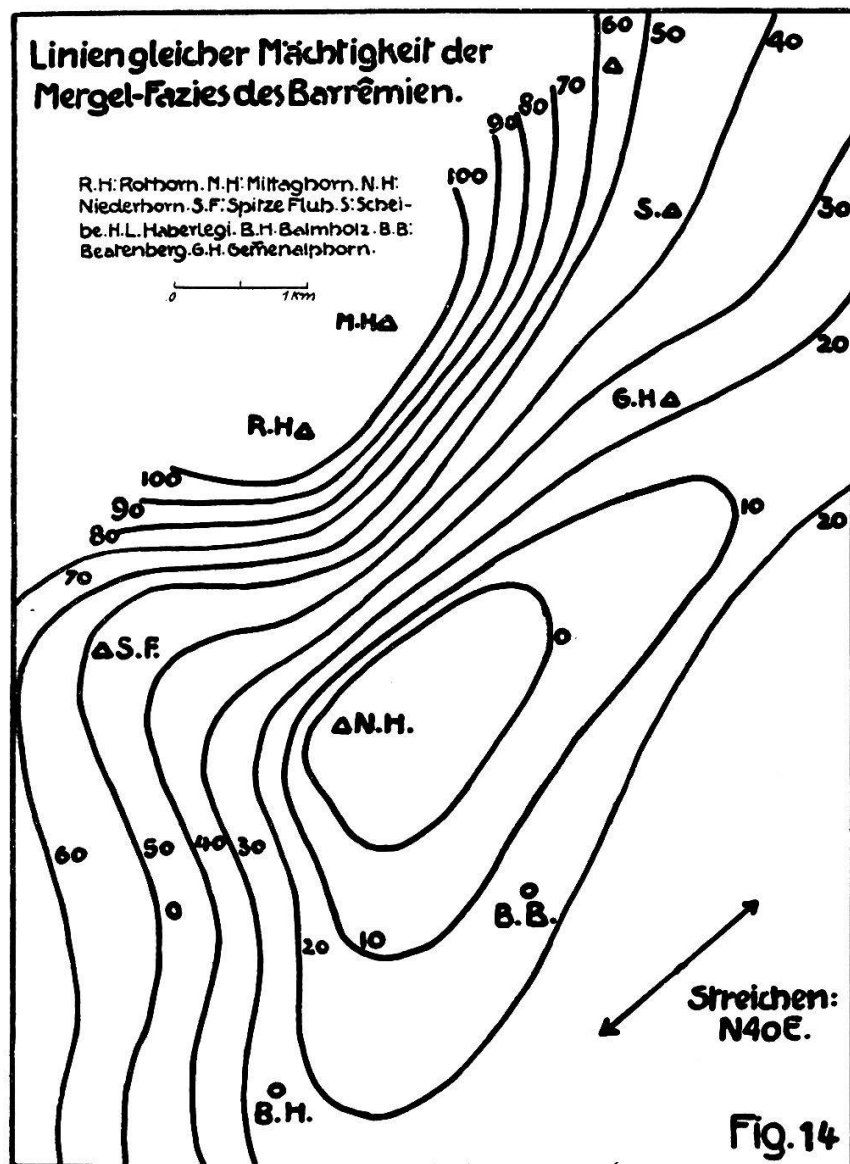 Linien gleicher Mächtigkeit der
Mergel-Fazies des Barrêmien.
R.H: Rothorn. M.H: Mittaghorn. N.H:
Niederhorn. S.F: Spitze Fluh. S: Schei-
be. H.L. Haberlegi. B.H. Balmholz. B.B:
Beatenberg. G.H. Gemenalphorn.
0 1 Km
60
50
40
70
80
90
100
S.
30
M.H
20
G.H
R.H
100
90
80
10
20
70
0
S.F.
N.H.
60
50
40
30
0
B.B.
20
10
Streichen:
N40E.
B.H.
Fig. 14